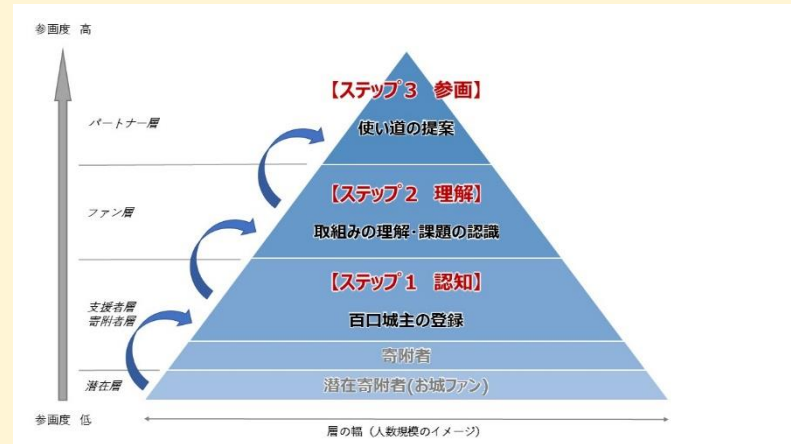 参画度 高
【ステップ３ 参画】
パートナー層
使い道の提案
【ステップ２ 理解】
ファン層
取組みの理解･課題の認識
【ステップ１ 認知】
支援者層
寄附者層
百口城主の登録
寄附者
潜在層
潜在寄附者(お城ファン)
参画度 低
層の幅（人数規模のイメージ）